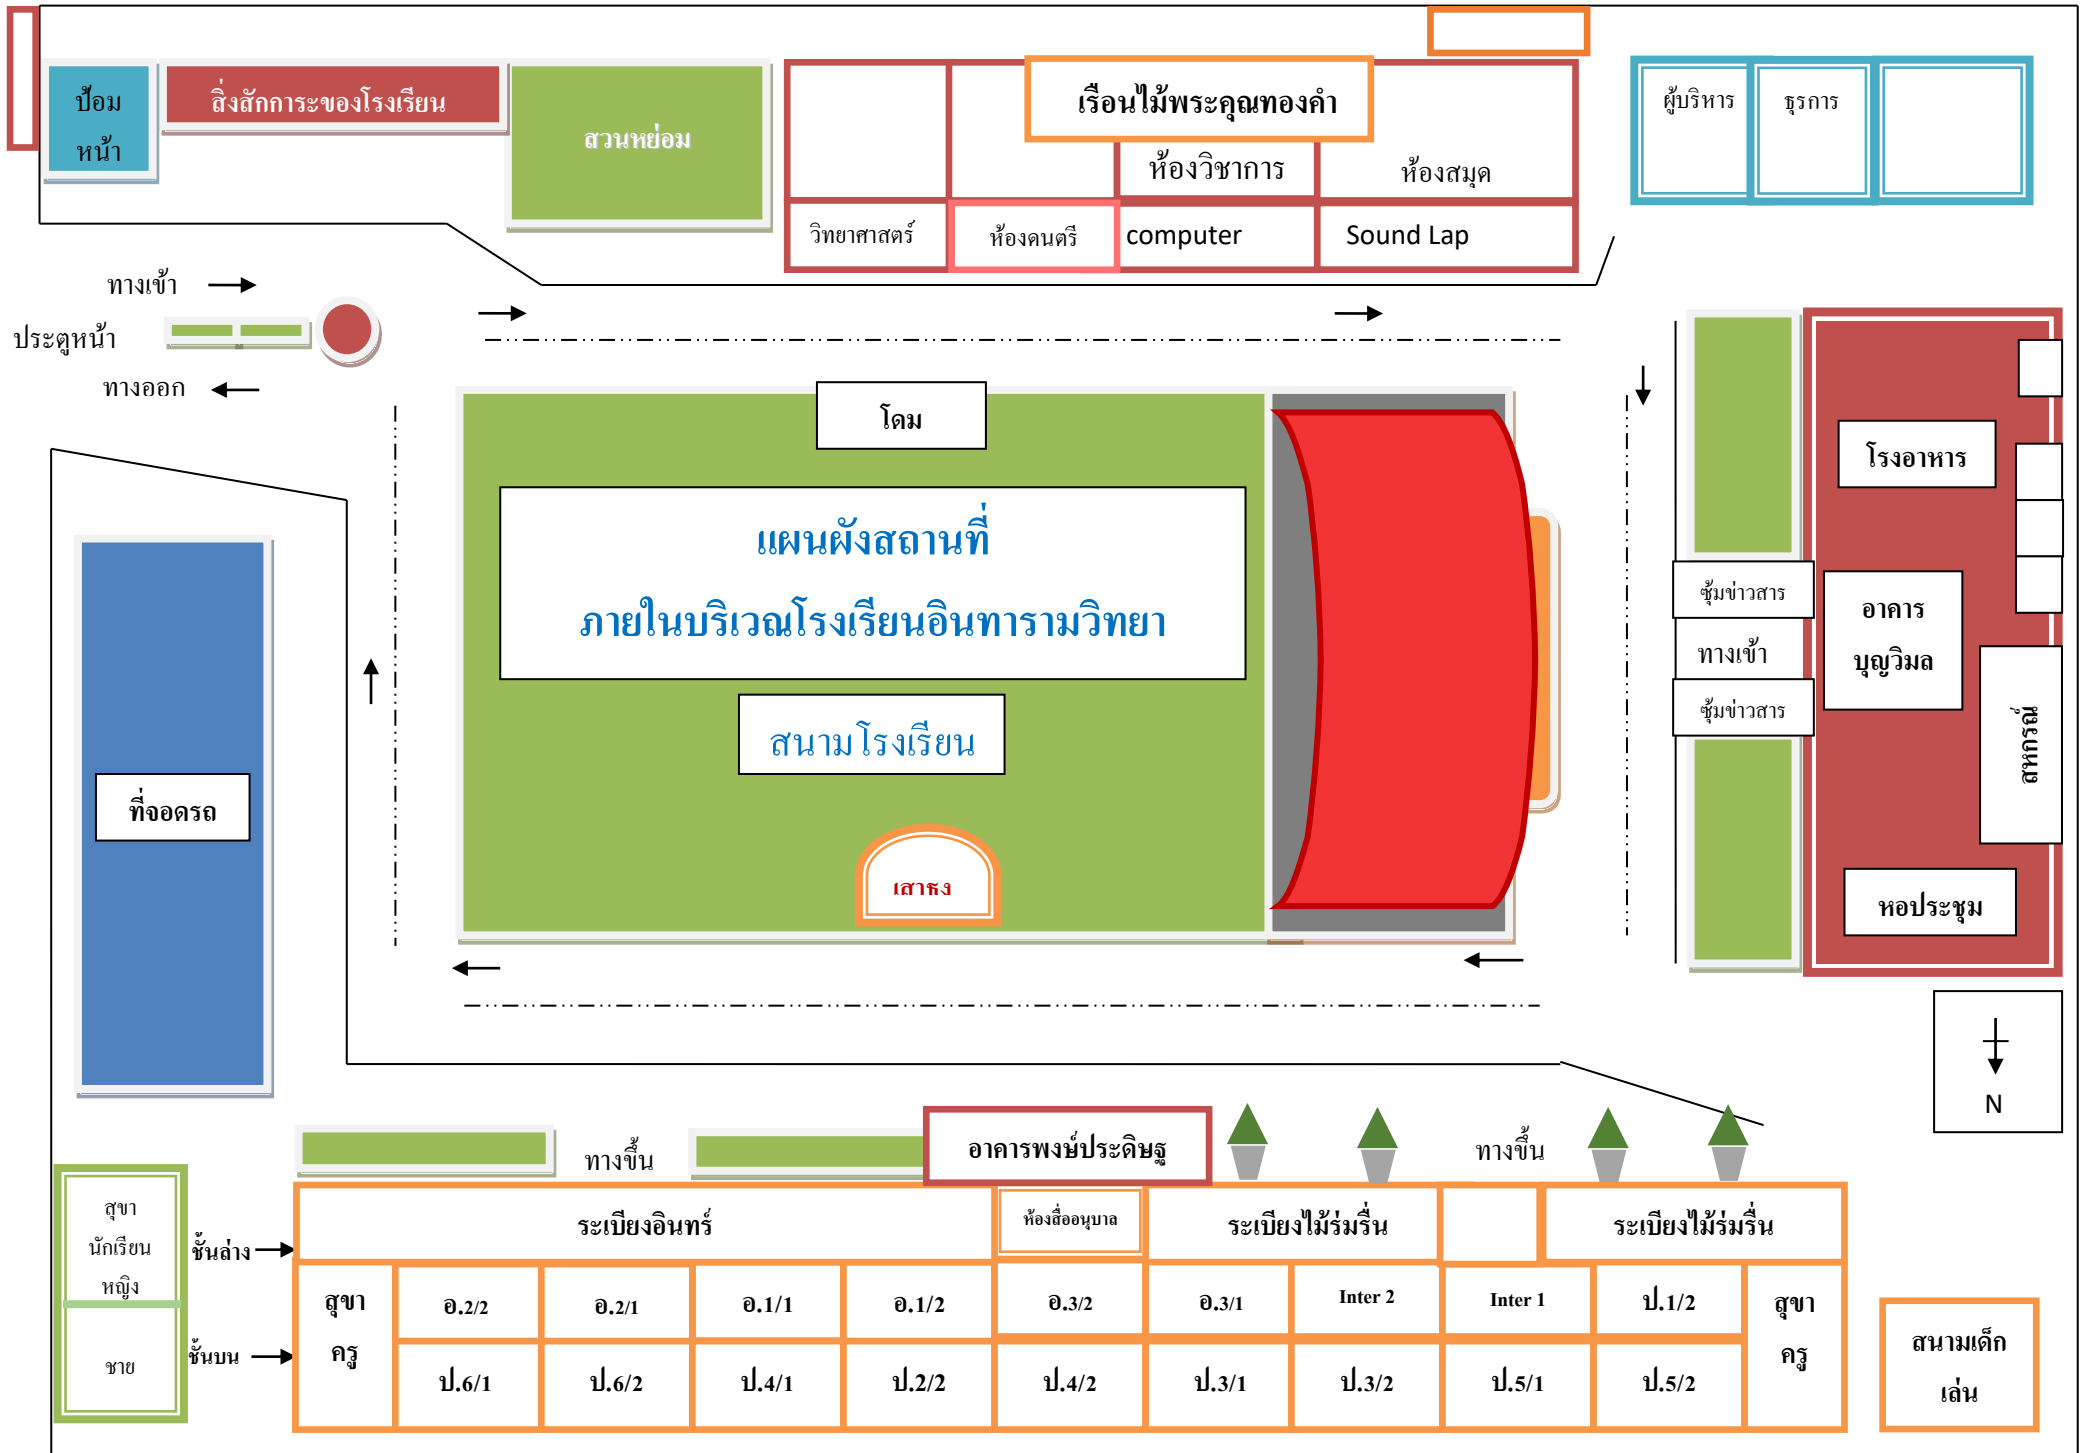 ป้อม
หน้า
สิ่งสักการะของโรงเรียน
สวนหย่อม
เรือนไม้พระคุณทองคำ
ห้องวิชาการ
ห้องสมุด
วิทยาศาสตร์
ห้องดนตรี
computer
Sound Lap
ผู้บริหาร
ธุรการ
ทางเข้า
ประตูหน้า
ทางออก
โดม
แผนผังสถานที่
ภายในบริเวณโรงเรียนอินทารามวิทยา
สนามโรงเรียน
เสาธง
ที่จอดรถ
โรงอาหาร
ซุ้มข่าวสาร
ทางเข้า
ซุ้มข่าวสาร
อาคาร
บุญวิมล
สหกรณ์
หอประชุม
N
ทางขึ้น
อาคารพงษ์ประดิษฐ
ทางขึ้น
สุขา
นักเรียน
หญิง
ชาย
ชั้นล่าง
ชั้นบน
ระเบียงอินทร์
ห้องสื่ออนุบาล
ระเบียงไม้ร่มรื่น
ระเบียงไม้ร่มรื่น
สุขา
ครู
อ.2/2
อ.2/1
อ.1/1
อ.1/2
อ.3/2
อ.3/1
Inter 2
Inter 1
ป.1/2
สุขา
ครู
ป.6/1
ป.6/2
ป.4/1
ป.2/2
ป.4/2
ป.3/1
ป.3/2
ป.5/1
ป.5/2
สนามเด็ก
เล่น